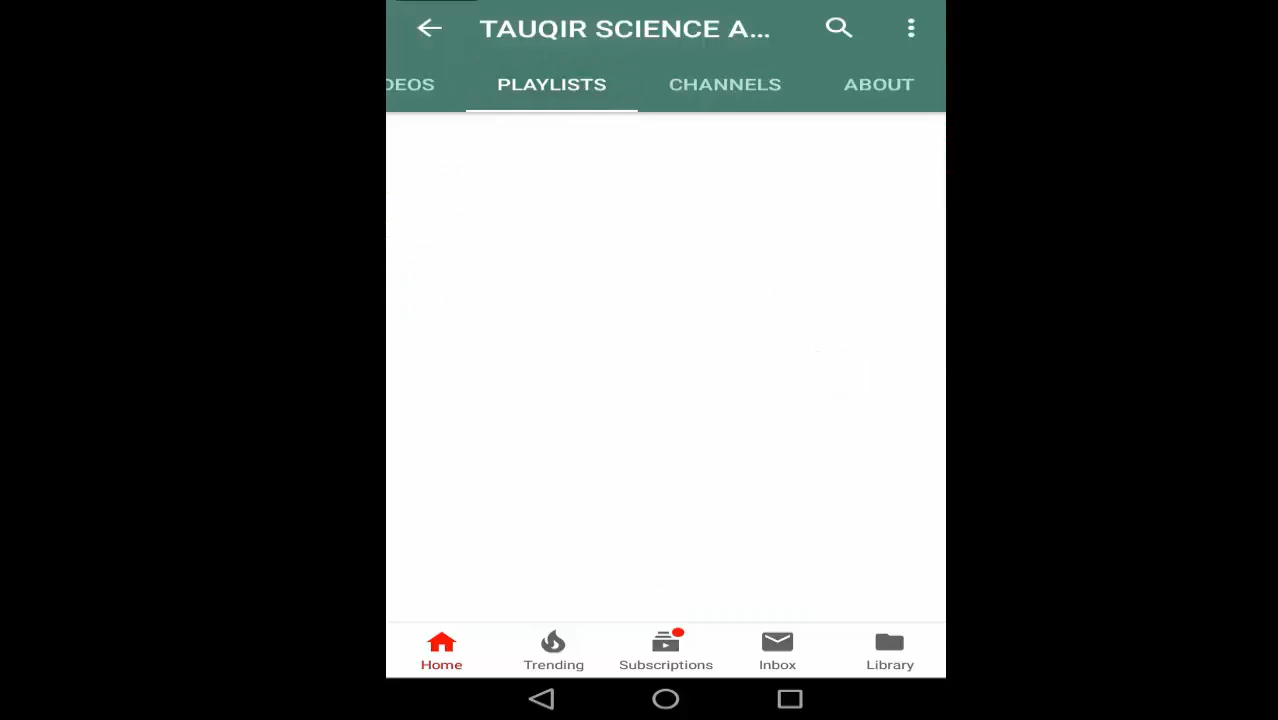 TAUQIR SCIENCE A...
DEOS PLAYLISTS CHANNELS ABOUT
Home Trending Subscriptions Inbox Library